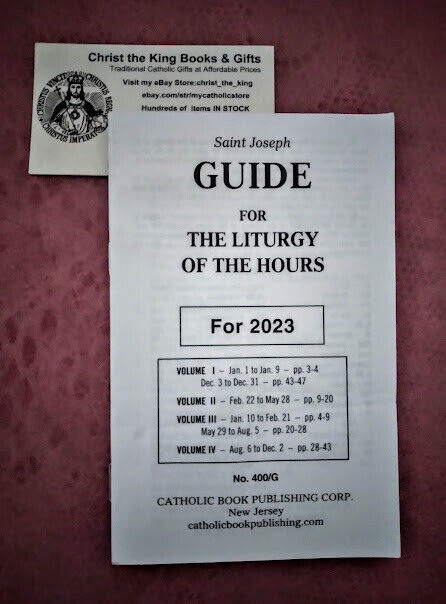 Christ the King Books & Gifts
Traditional Catholic Gifts at Affordable Prices
Visit my eBay Store:christ_the_king
ebay.com/str/mycatholicstore
Hundreds of items IN STOCK
CHRISTUS VINCIT CHRISTUS REGNAT
CHRISTUS IMPERAT
Saint Joseph
GUIDE
FOR
THE LITURGY
OF THE HOURS
For 2023
VOLUME I – Jan. 1 to Jan. 9 – pp. 3-4
Dec. 3 to Dec. 31 – pp. 43-47
VOLUME II – Feb. 22 to May 28 – pp. 9-20
VOLUME III – Jan. 10 to Feb. 21 – pp. 4-9
May 29 to Aug. 5 – pp. 20-28
VOLUME IV – Aug. 6 to Dec. 2 – pp. 28-43
No. 400/G
CATHOLIC BOOK PUBLISHING CORP.
New Jersey
catholicbookpublishing.com